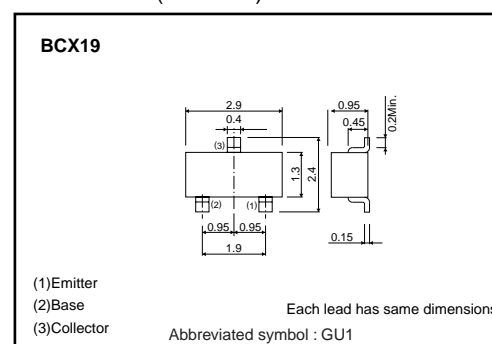 BCX19
2.9
0.4
(3)
1.3
2.4
(2)
(1)
0.95
0.95
1.9
0.95
0.45
0.2Min.
0.15
(1)Emitter
(2)Base
(3)Collector
Each lead has same dimensions
Abbreviated symbol : GU1